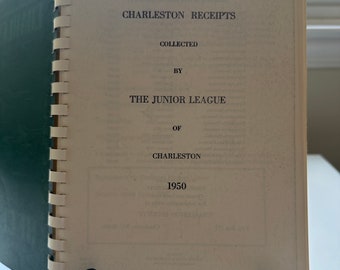 CHARLESTON RECEIPTS
COLLECTED
BY
THE JUNIOR LEAGUE
OF
CHARLESTON
1950